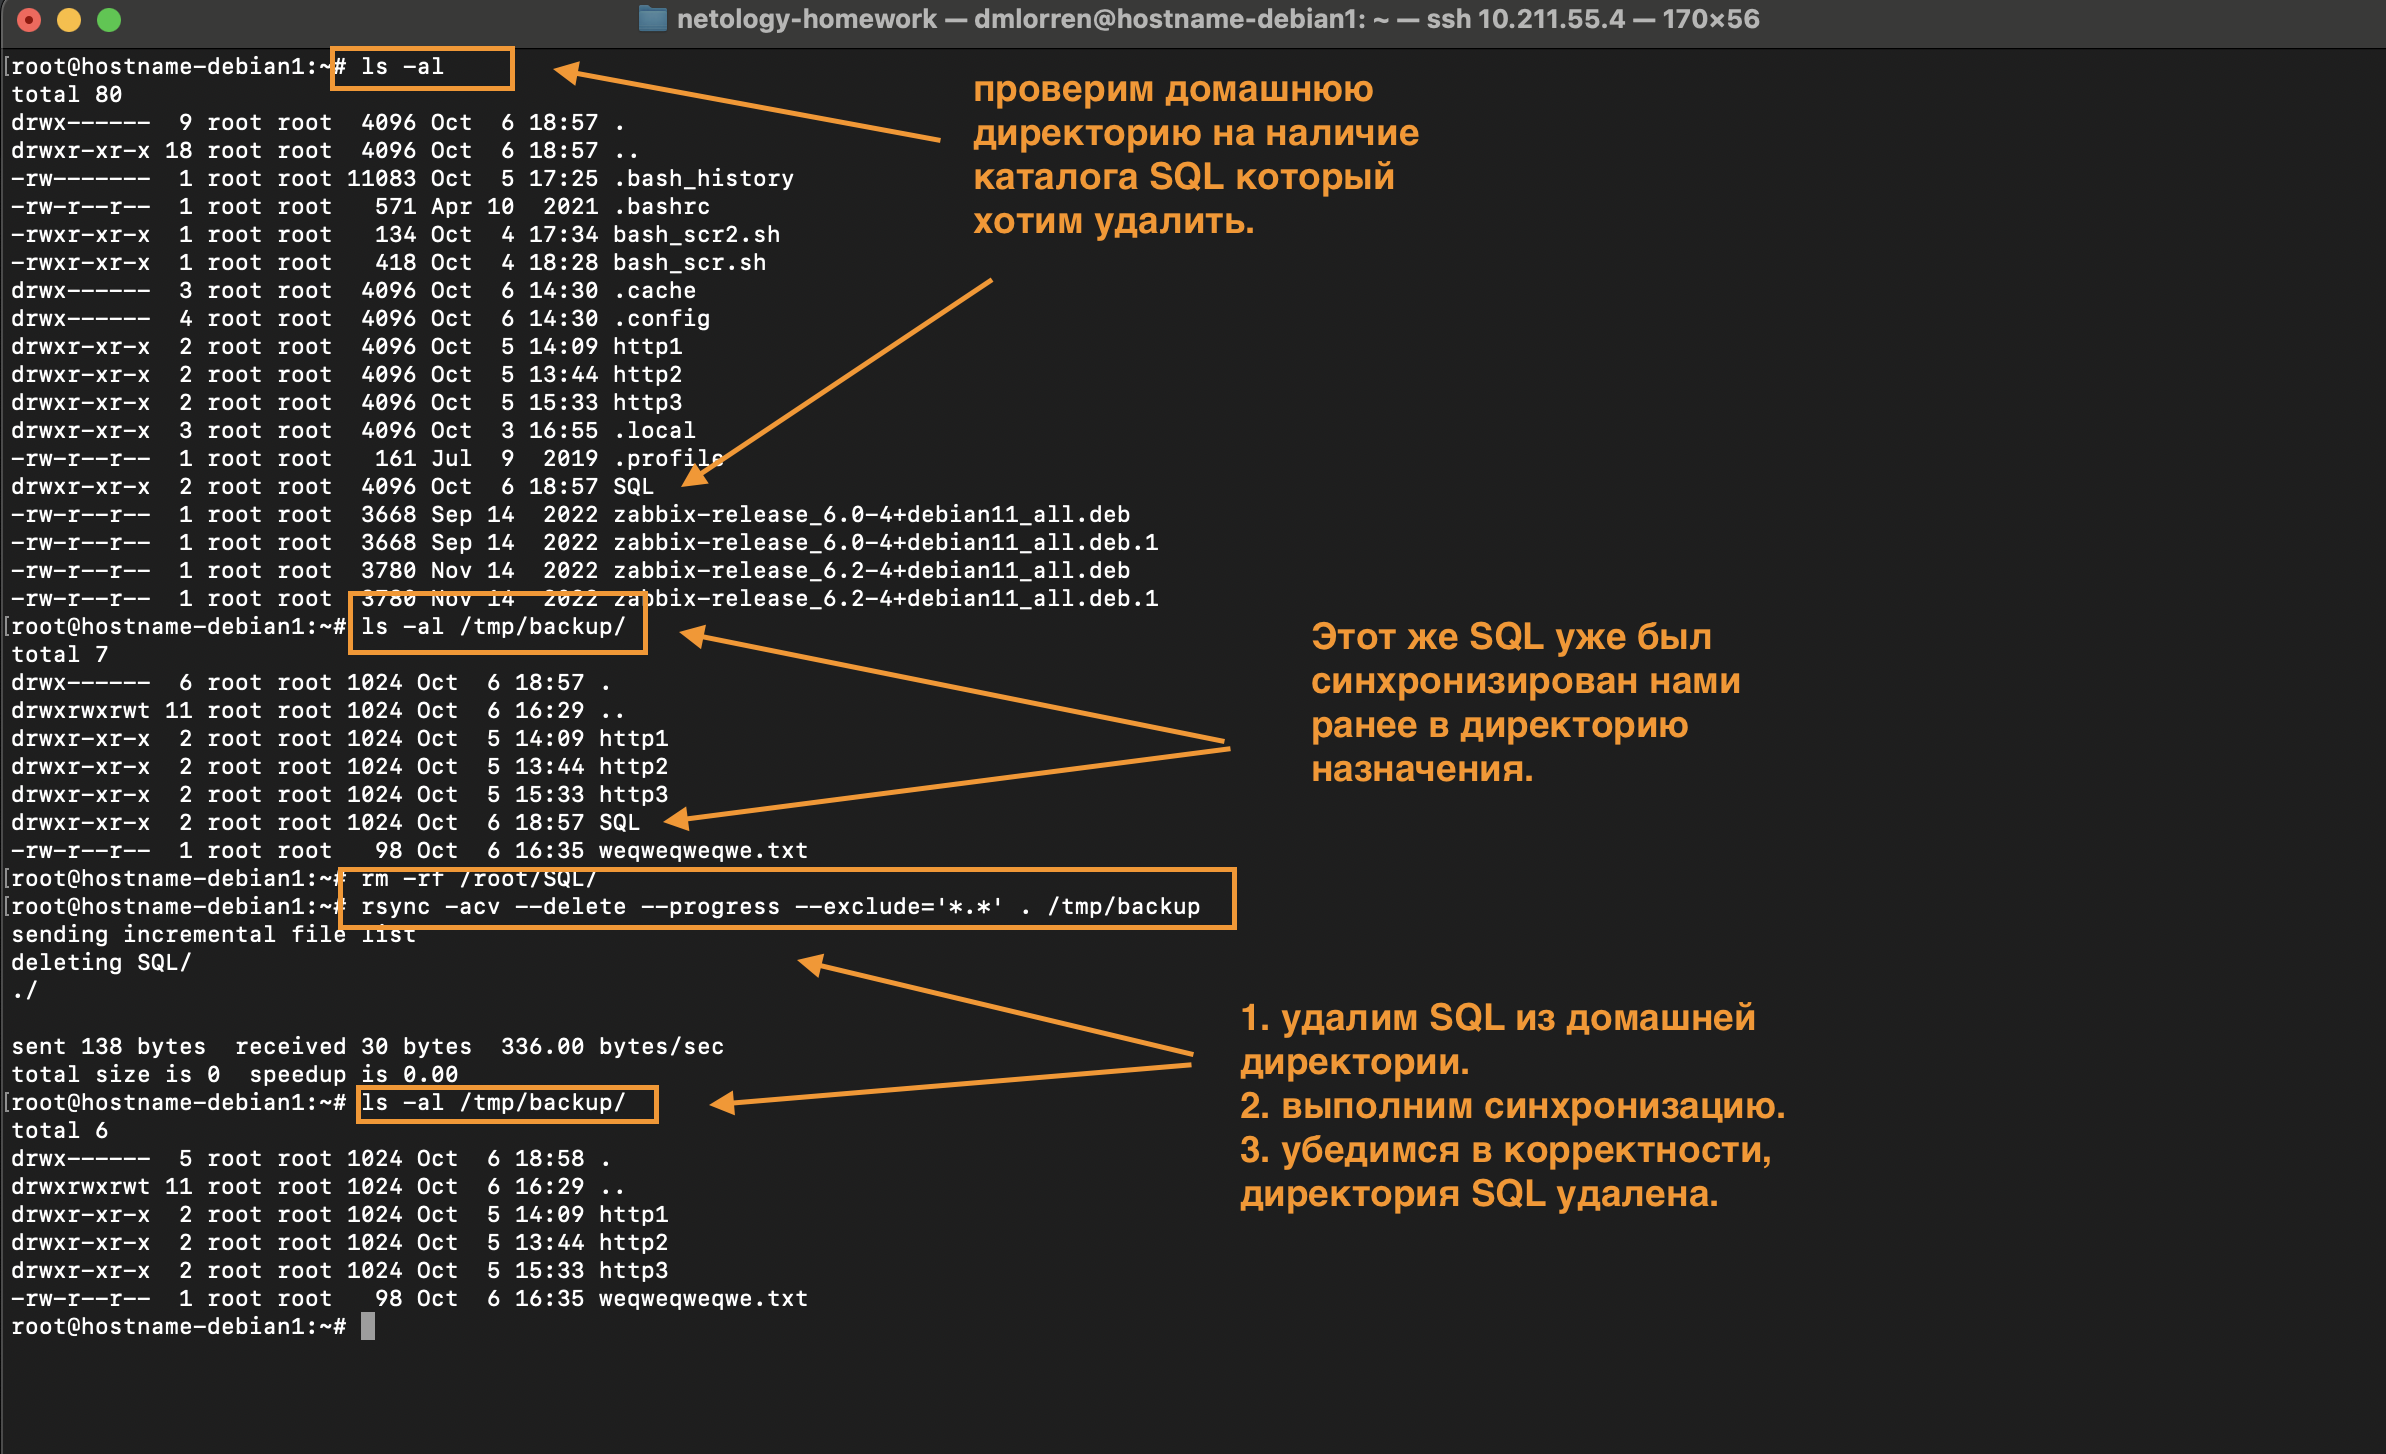 netology-homework — dmlorren@hostname-debian1: ~ — ssh 10.211.55.4 — 170×56
[root@hostname-debian1:~# ls -al
total 80
drwx------  9 root root  4096 Oct  6 18:57 .
drwxr-xr-x 18 root root  4096 Oct  6 18:57 ..
-rw-------  1 root root 11083 Oct  5 17:25 .bash_history
-rw-r--r--  1 root root   571 Apr 10  2021 .bashrc
-rwxr-xr-x  1 root root   134 Oct  4 17:34 bash_scr2.sh
-rwxr-xr-x  1 root root   418 Oct  4 18:28 bash_scr.sh
drwx------  3 root root  4096 Oct  6 14:30 .cache
drwx------  4 root root  4096 Oct  6 14:30 .config
drwxr-xr-x  2 root root  4096 Oct  5 14:09 http1
drwxr-xr-x  2 root root  4096 Oct  5 13:44 http2
drwxr-xr-x  2 root root  4096 Oct  5 15:33 http3
drwxr-xr-x  3 root root  4096 Oct  3 16:55 .local
-rw-r--r--  1 root root   161 Jul  9  2019 .profile
drwxr-xr-x  2 root root  4096 Oct  6 18:57 SQL
-rw-r--r--  1 root root  3668 Sep 14  2022 zabbix-release_6.0-4+debian11_all.deb
-rw-r--r--  1 root root  3668 Sep 14  2022 zabbix-release_6.0-4+debian11_all.deb.1
-rw-r--r--  1 root root  3780 Nov 14  2022 zabbix-release_6.2-4+debian11_all.deb
-rw-r--r--  1 root root  3780 Nov 14  2022 zabbix-release_6.2-4+debian11_all.deb.1
[root@hostname-debian1:~# ls -al /tmp/backup/
total 7
drwx------  6 root root 1024 Oct  6 18:57 .
drwxrwxrwt 11 root root 1024 Oct  6 16:29 ..
drwxr-xr-x  2 root root 1024 Oct  5 14:09 http1
drwxr-xr-x  2 root root 1024 Oct  5 13:44 http2
drwxr-xr-x  2 root root 1024 Oct  5 15:33 http3
drwxr-xr-x  2 root root 1024 Oct  6 18:57 SQL
-rw-r--r--  1 root root   98 Oct  6 16:35 weqweqweqwe.txt
[root@hostname-debian1:~# rm -rf /root/SQL/
[root@hostname-debian1:~# rsync -acv --delete --progress --exclude='*.*' . /tmp/backup
sending incremental file list
deleting SQL/
./
sent 138 bytes  received 30 bytes  336.00 bytes/sec
total size is 0  speedup is 0.00
[root@hostname-debian1:~# ls -al /tmp/backup/
total 6
drwx------  5 root root 1024 Oct  6 18:58 .
drwxrwxrwt 11 root root 1024 Oct  6 16:29 ..
drwxr-xr-x  2 root root 1024 Oct  5 14:09 http1
drwxr-xr-x  2 root root 1024 Oct  5 13:44 http2
drwxr-xr-x  2 root root 1024 Oct  5 15:33 http3
-rw-r--r--  1 root root   98 Oct  6 16:35 weqweqweqwe.txt
root@hostname-debian1:~#
проверим домашнюю
директорию на наличие
каталога SQL который
хотим удалить.
Этот же SQL уже был
синхронизирован нами
ранее в директорию
назначения.
1. удалим SQL из домашней
директории.
2. выполним синхронизацию.
3. убедимся в корректности,
директория SQL удалена.